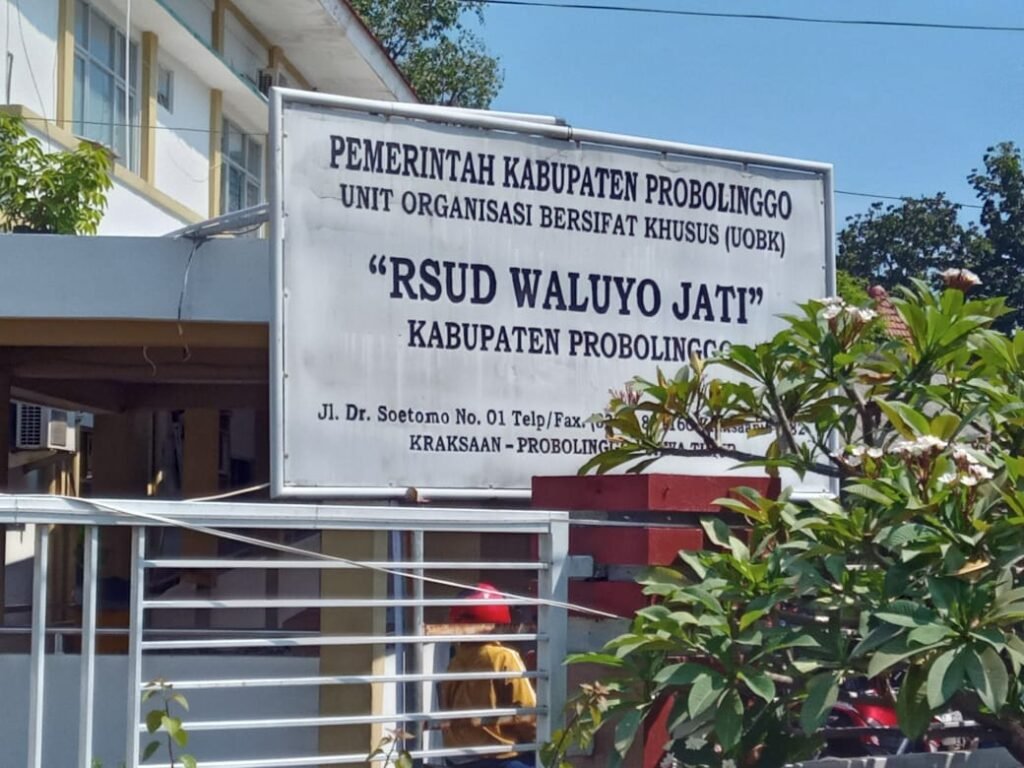 PEMERINTAH KABUPATEN PROBOLINGGO
UNIT ORGANISASI BERSIFAT KHUSUS (UOBK)
“RSUD WALUYO JATI”
KABUPATEN PROBOLINGGO
Jl. Dr. Soetomo No. 01 Telp/Fax.
KRAKSAAN – PROBOLINGGO